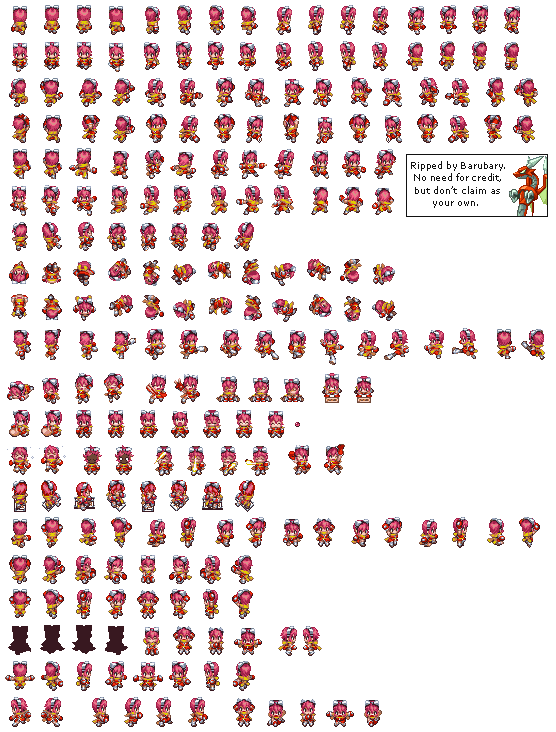 Ripped by Barubary.
No need for credit,
but don't claim as
your own.